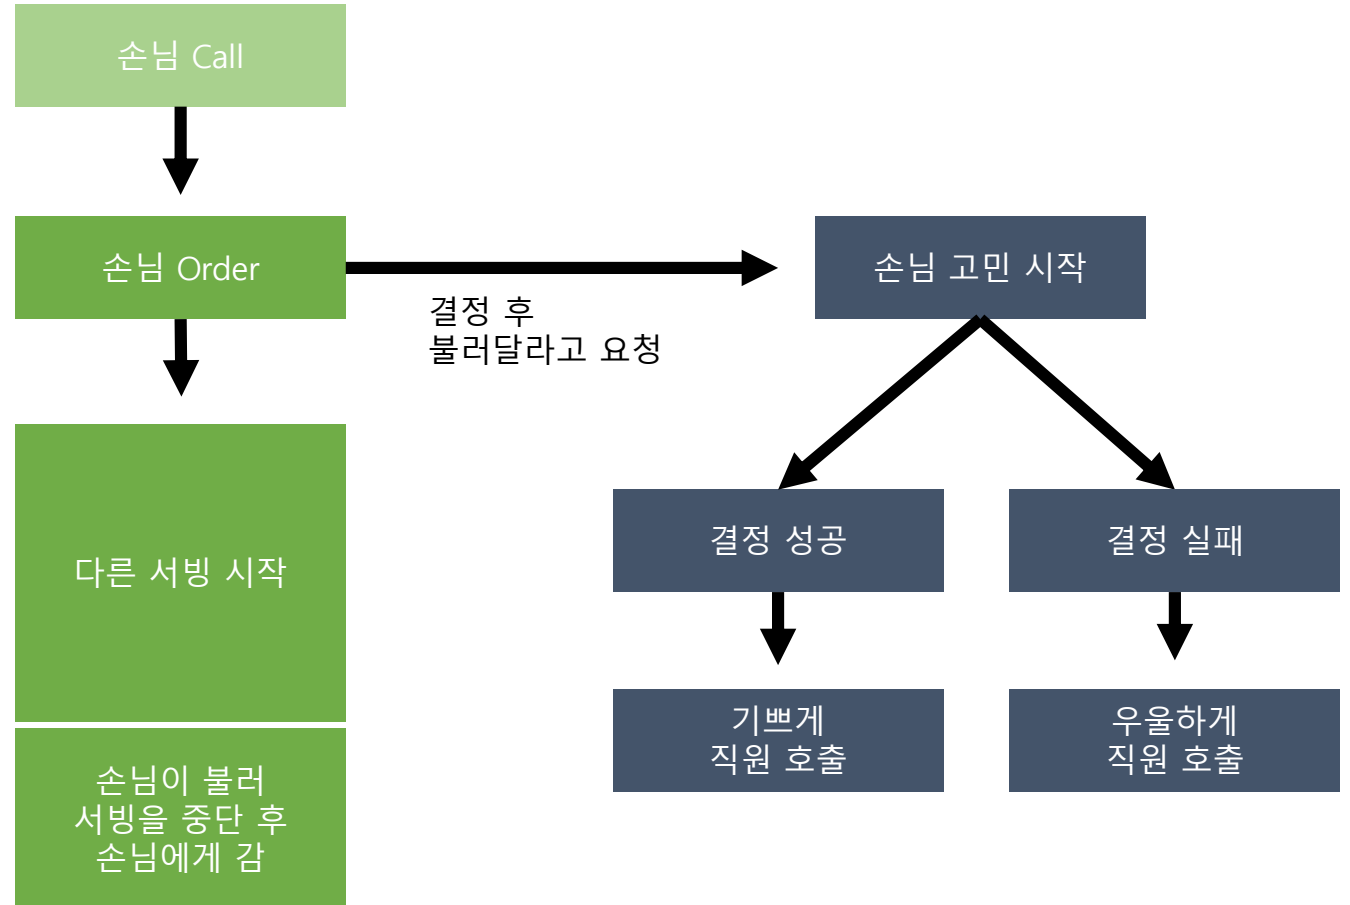 손님 Call
손님 Order
손님 고민 시작
결정 후
불러달라고 요청
다른 서빙 시작
결정 성공
결정 실패
기쁘게
직원 호출
우울하게
직원 호출
손님이 불러
서빙을 중단 후
손님에게 감